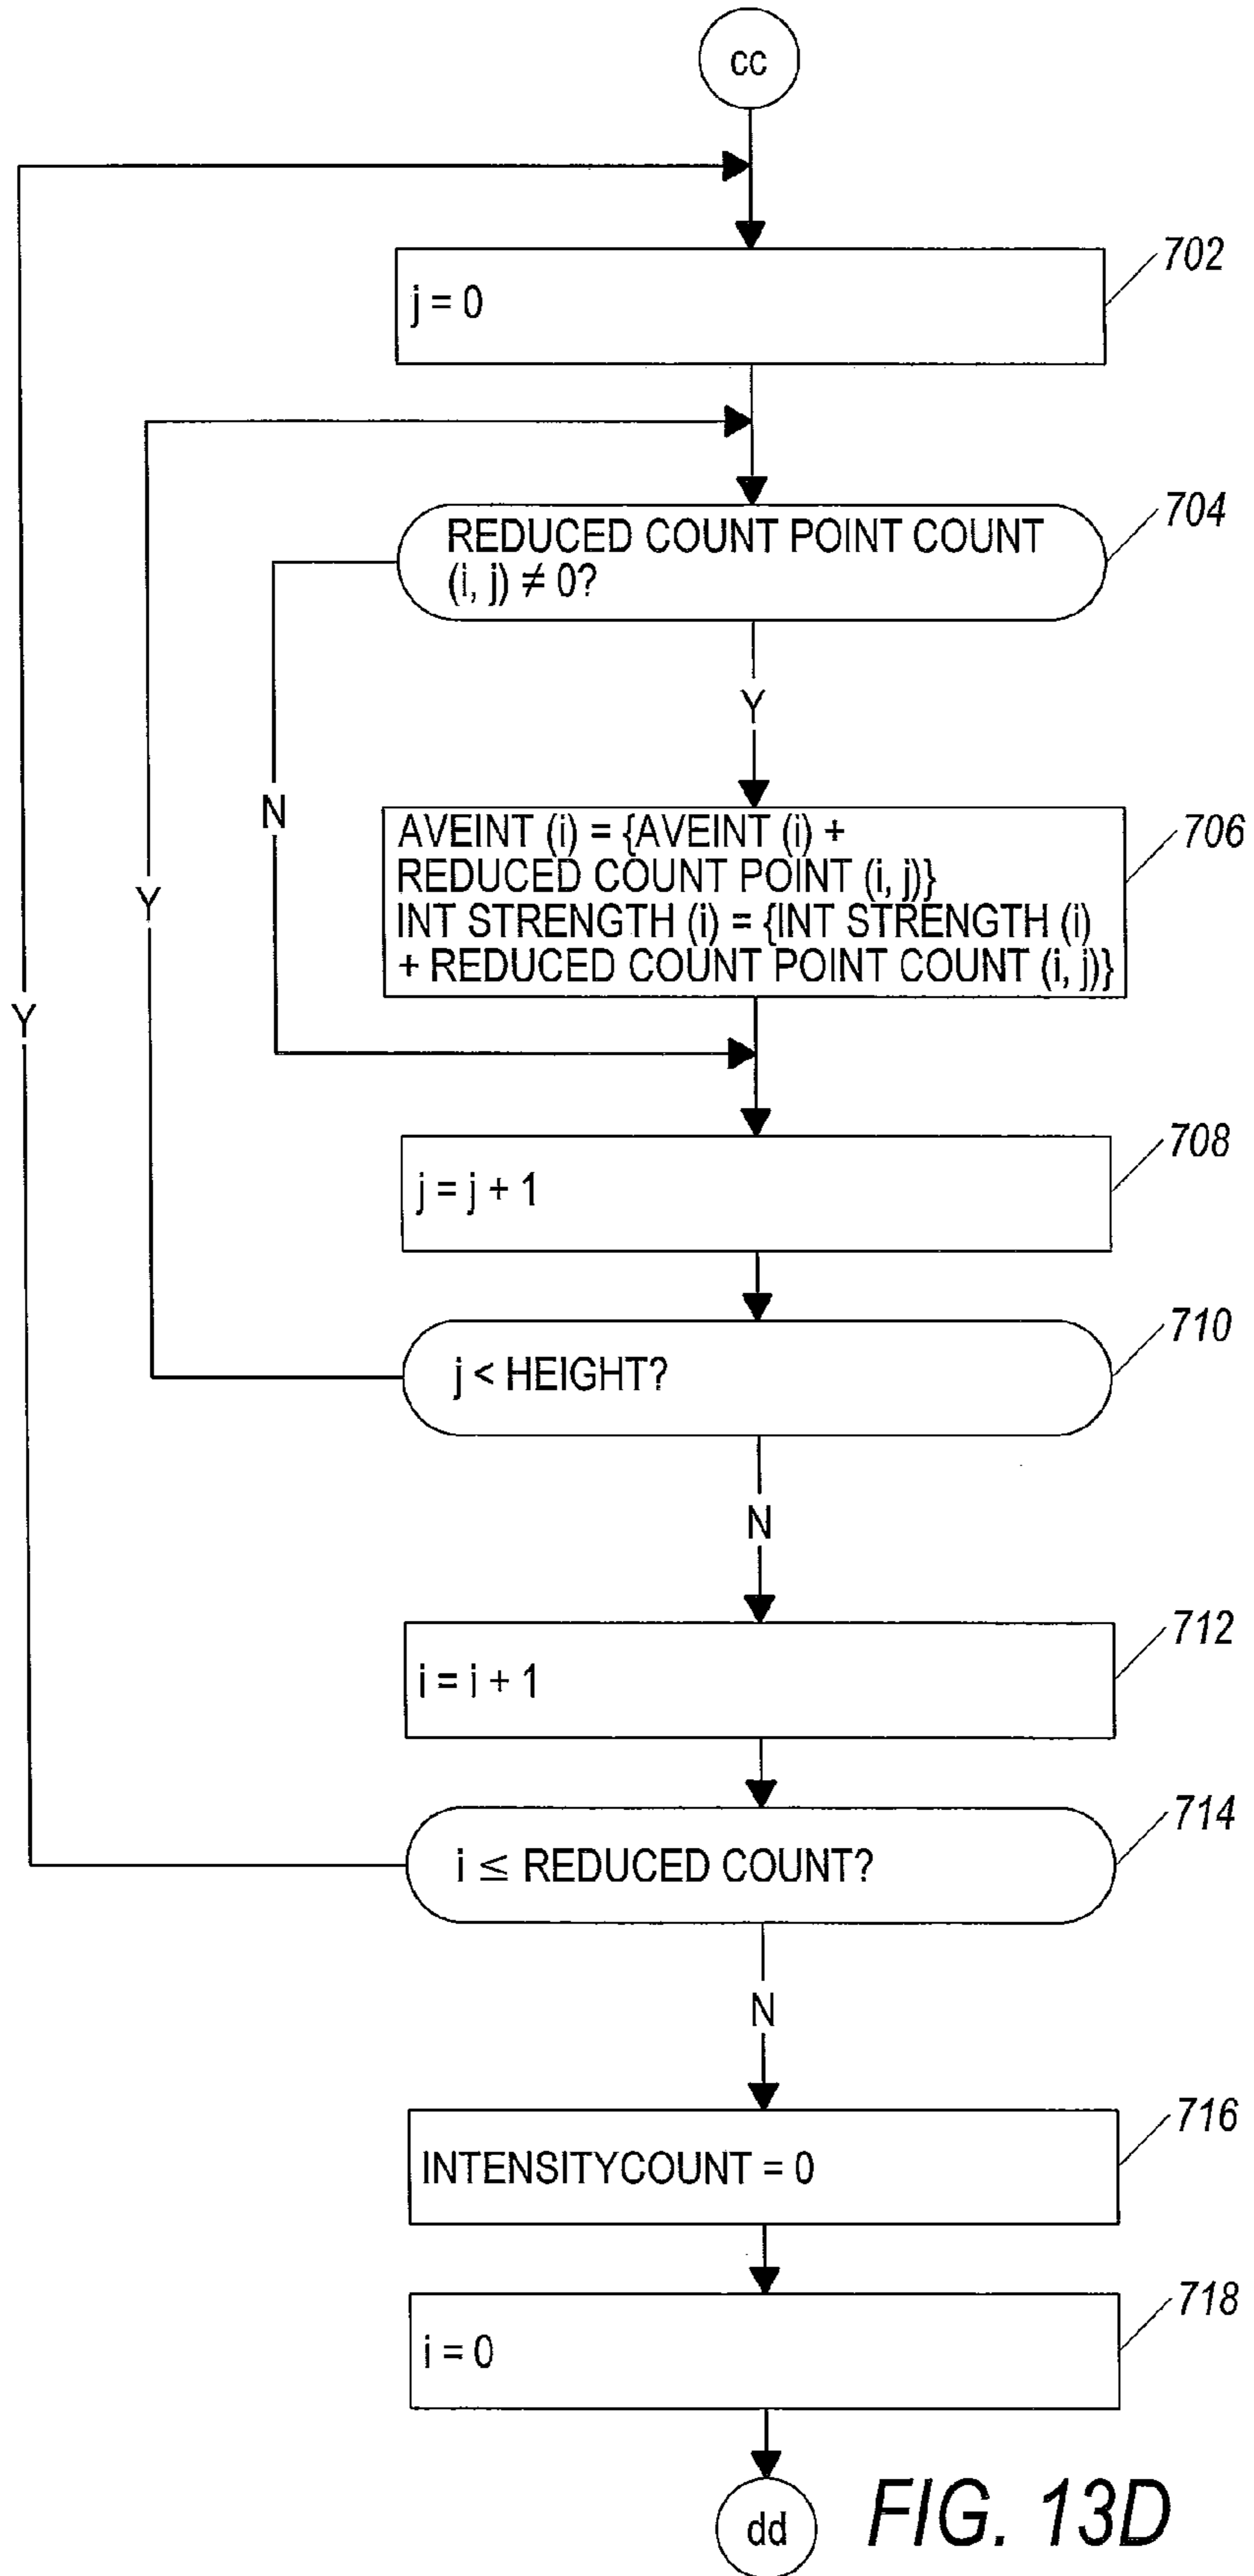 cc
702
j = 0
704
REDUCED COUNT POINT COUNT
(i, j) ≠ 0?
Y
N
706
AVEINT (i) = {AVEINT (i) +
REDUCED COUNT POINT (i, j)}
INT STRENGTH (i) = {INT STRENGTH (i)
+ REDUCED COUNT POINT COUNT (i, j)}
Y
Y
708
j = j + 1
710
j < HEIGHT?
N
712
i = i + 1
714
i ≤ REDUCED COUNT?
N
716
INTENSITYCOUNT = 0
718
i = 0
dd
FIG. 13D